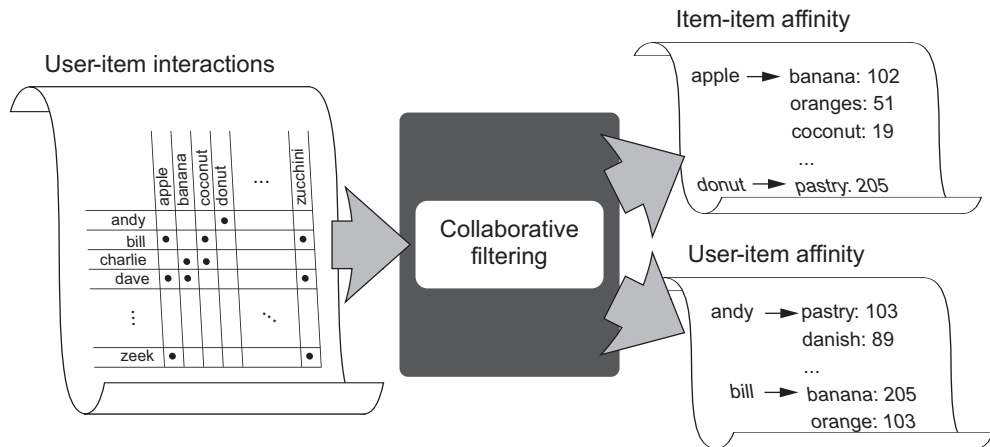 User-item interactions
apple
banana
coconut
donut
...
zucchini
andy
bill
charlie
dave
...
...
zeek
Collaborative
filtering
Item-item affinity
apple banana: 102
oranges: 51
coconut: 19
...
donut pastry: 205
User-item affinity
andy pastry: 103
danish: 89
...
bill banana: 205
orange: 103